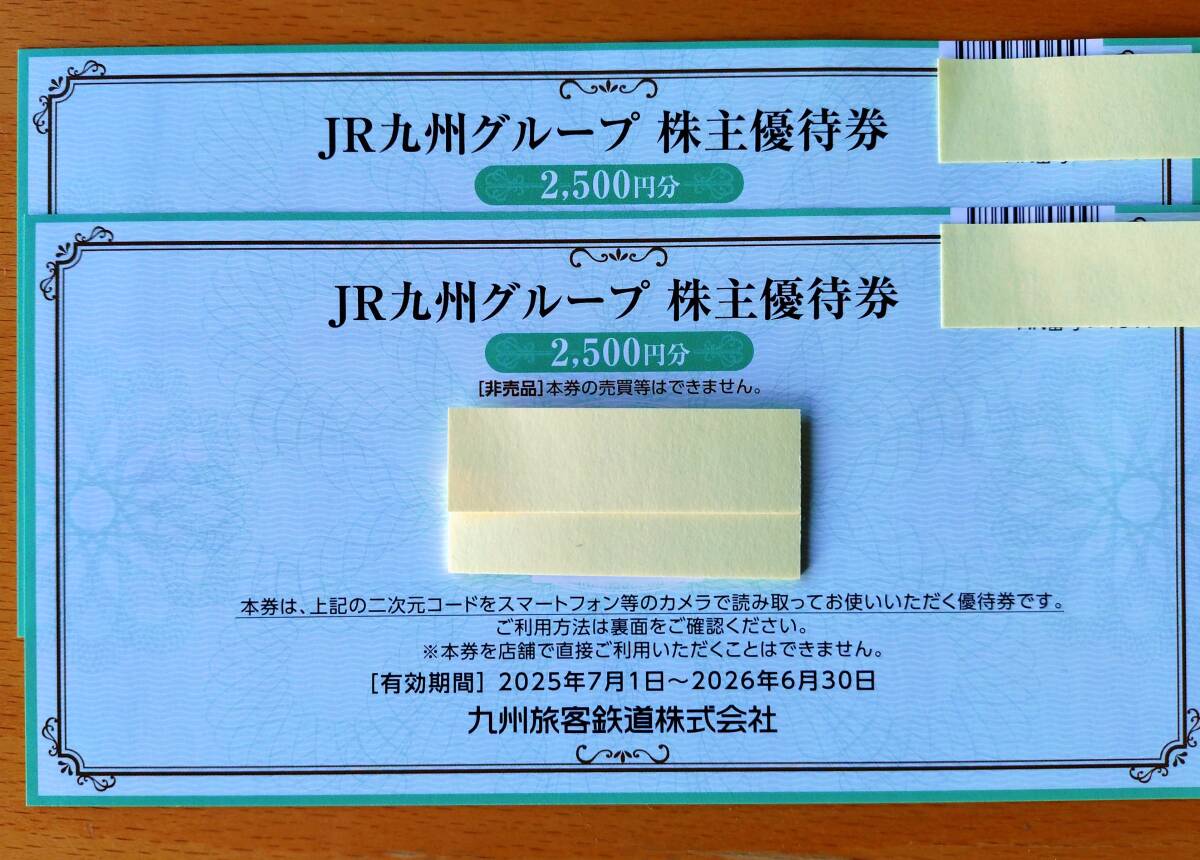 JR九州グループ 株主優待券
2,500円分
JR九州グループ 株主優待券
2,500円分
[非売品]本券の売買等はできません。
本券は、上記の二次元コードをスマートフォン等のカメラで読み取ってお使いいただく優待券です。
ご利用方法は裏面をご確認ください。
※本券を店舗で直接ご利用いただくことはできません。
[有効期間] 2025年7月1日～2026年6月30日
九州旅客鉄道株式会社